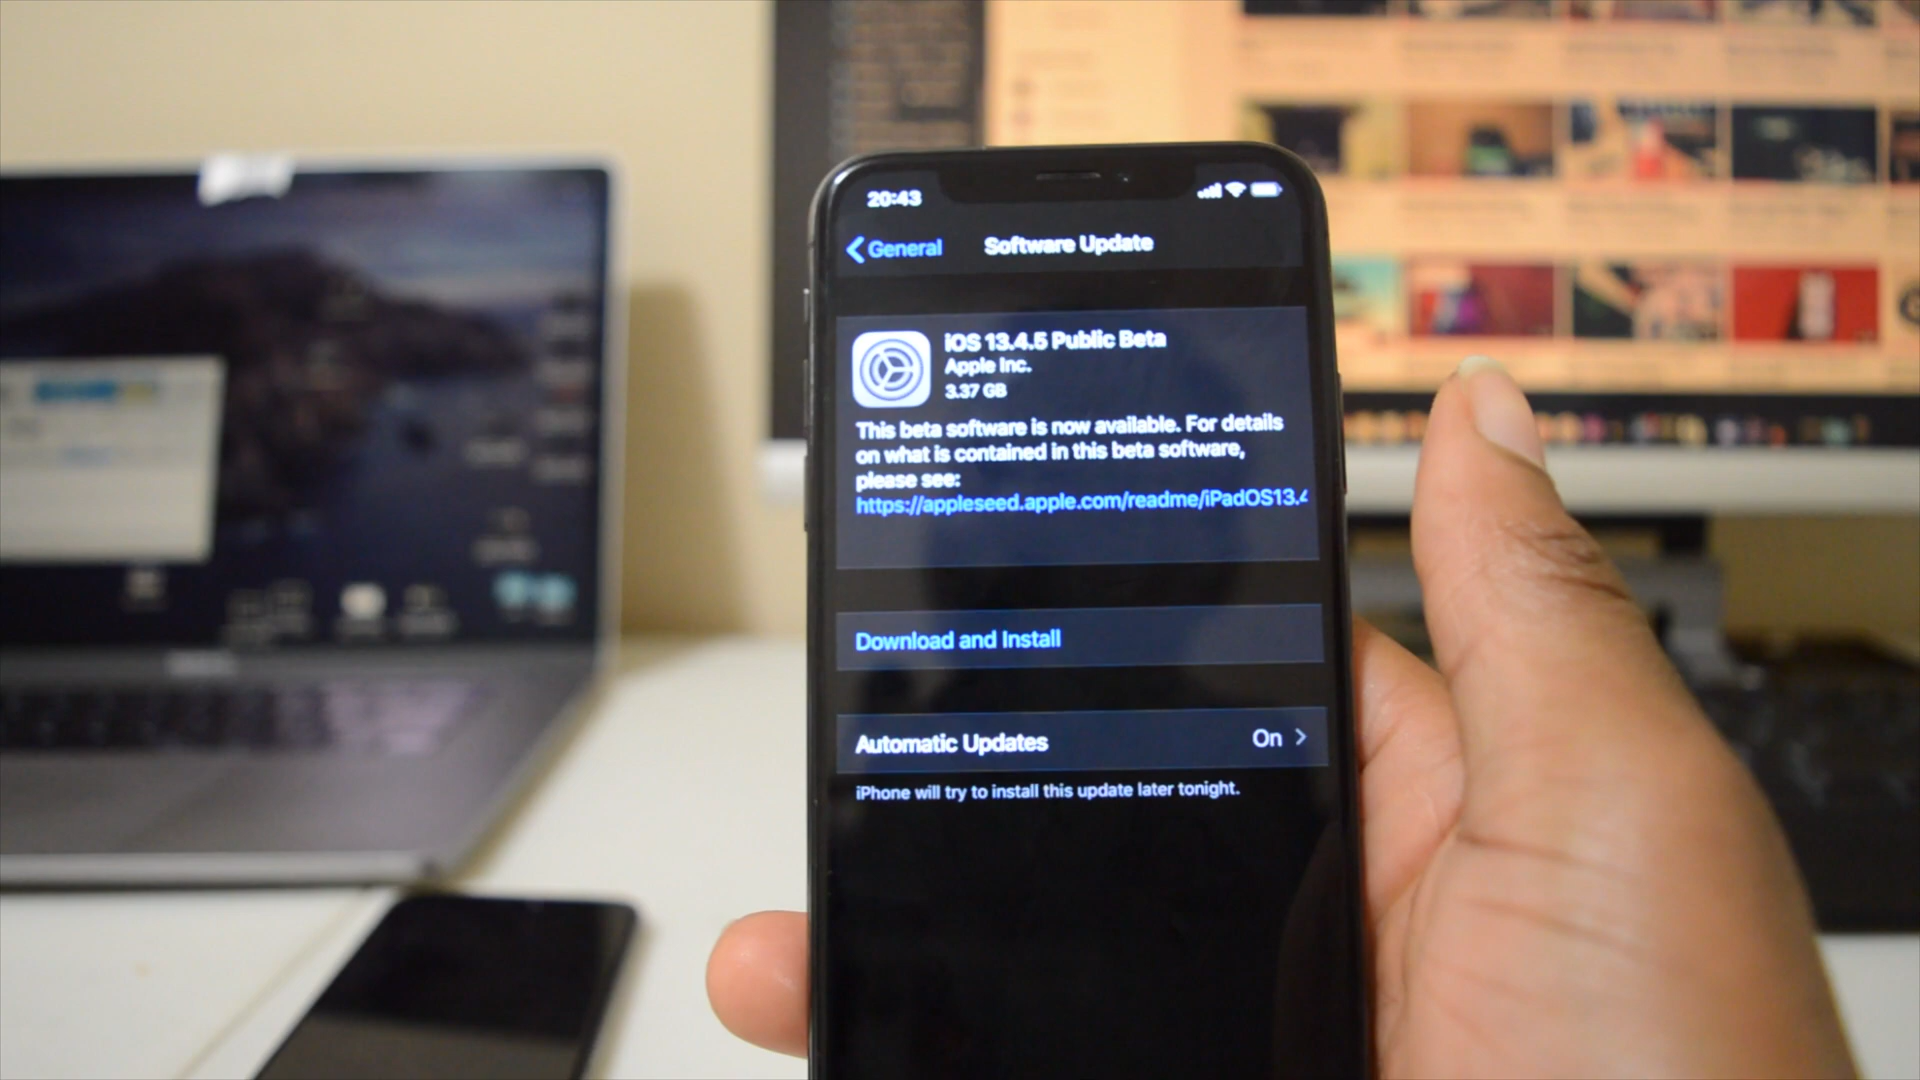 20:43
General
Software Update
iOS 13.4.5 Public Beta
Apple Inc.
3.37 GB
This beta software is now available. For details
on what is contained in this beta software,
please see:
https://appleseed.apple.com/readme/iPadOS13.4
Download and Install
Automatic Updates On
iPhone will try to install this update later tonight.